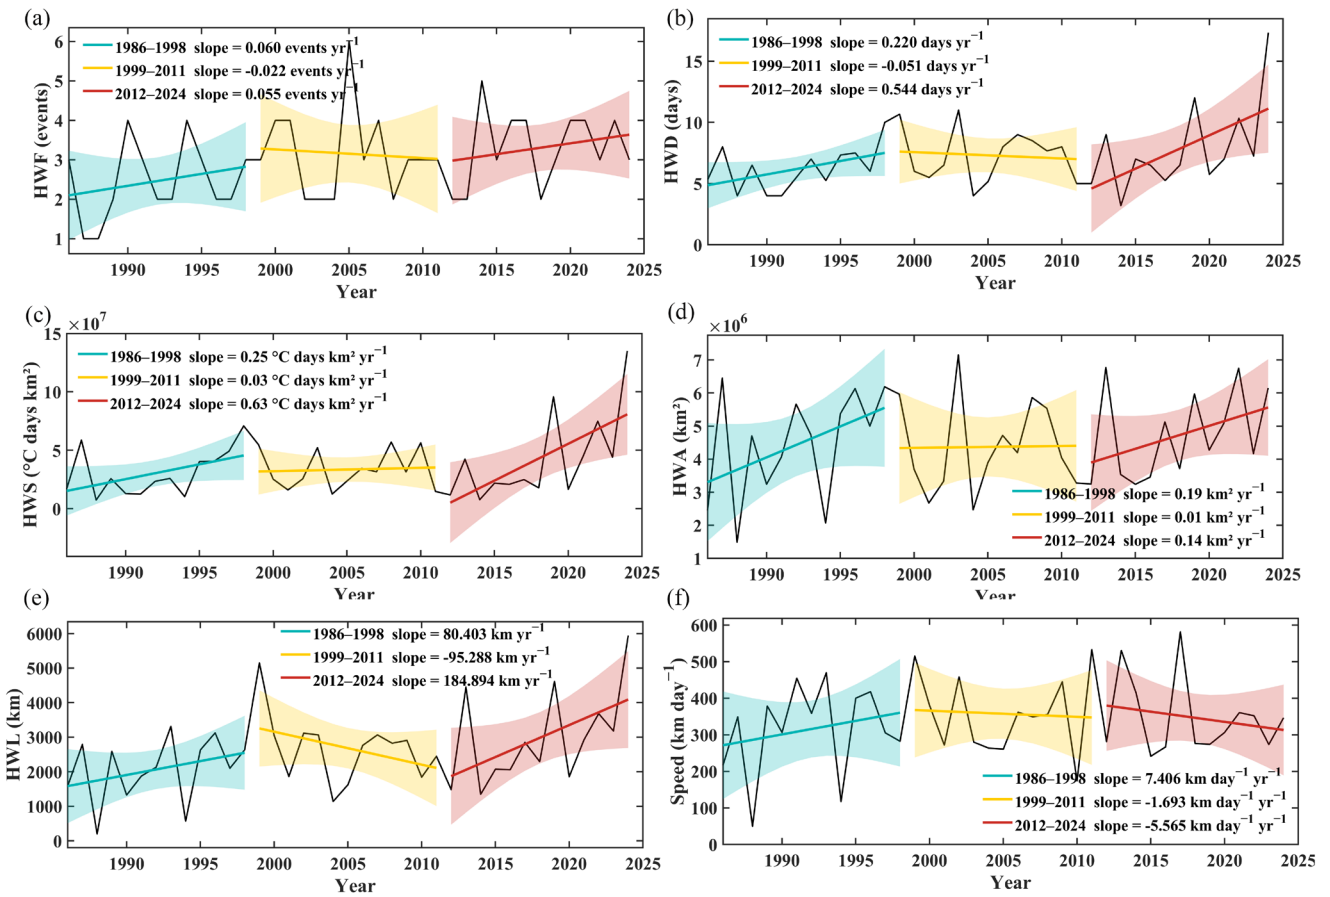 (a)
1986–1998 slope = 0.060 events yr⁻¹
1999–2011 slope = -0.022 events yr⁻¹
2012–2024 slope = 0.055 events yr⁻¹
HWF (events)
6
5
4
3
2
1
1990 1995 2000 2005 2010 2015 2020 2025
Year
(b)
1986–1998 slope = 0.220 days yr⁻¹
1999–2011 slope = -0.051 days yr⁻¹
2012–2024 slope = 0.544 days yr⁻¹
HWD (days)
15
10
5
0
1990 1995 2000 2005 2010 2015 2020 2025
Year
(c)
×10⁷
1986–1998 slope = 0.25 °C days km² yr⁻¹
1999–2011 slope = 0.03 °C days km² yr⁻¹
2012–2024 slope = 0.63 °C days km² yr⁻¹
HWS (°C days km²)
15
10
5
0
1990 1995 2000 2005 2010 2015 2020 2025
Year
(d)
×10⁶
HWA (km²)
7
6
5
4
3
2
1
1986–1998 slope = 0.19 km² yr⁻¹
1999–2011 slope = 0.01 km² yr⁻¹
2012–2024 slope = 0.14 km² yr⁻¹
1990 1995 2000 2005 2010 2015 2020 2025
Year
(e)
1986–1998 slope = 80.403 km yr⁻¹
1999–2011 slope = -95.288 km yr⁻¹
2012–2024 slope = 184.894 km yr⁻¹
HWL (km)
6000
5000
4000
3000
2000
1000
0
1990 1995 2000 2005 2010 2015 2020 2025
Year
(f)
Speed (km day⁻¹)
600
500
400
300
200
100
0
1986–1998 slope = 7.406 km day⁻¹ yr⁻¹
1999–2011 slope = -1.693 km day⁻¹ yr⁻¹
2012–2024 slope = -5.565 km day⁻¹ yr⁻¹
1990 1995 2000 2005 2010 2015 2020 2025
Year